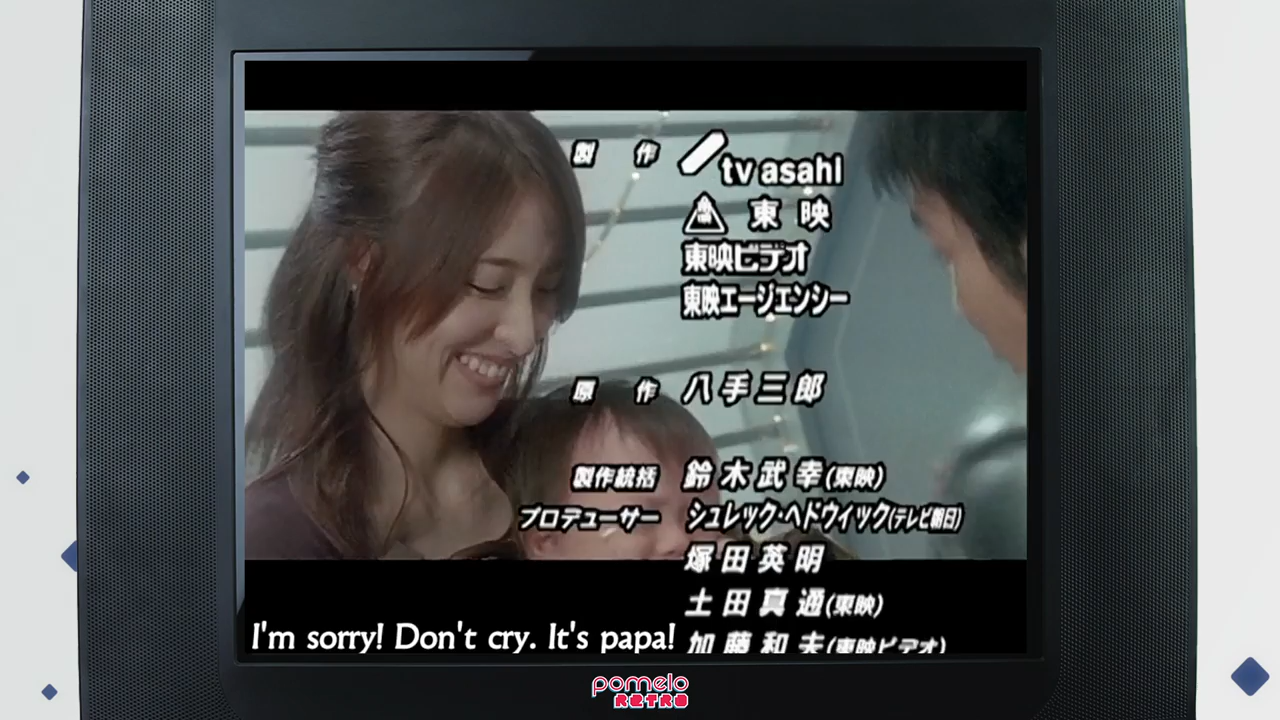 製作 tv asahi
東映
東映ビデオ
東映エージェンシー
原作 八手三郎
製作統括 鈴木武幸(東映)
プロデューサー シュレック・ヘドウィック(テレビ朝日)
塚田英明
土田真通(東映)
加藤和夫(東映ビデオ)
I'm sorry! Don't cry. It's papa!
pomelo
RETRO